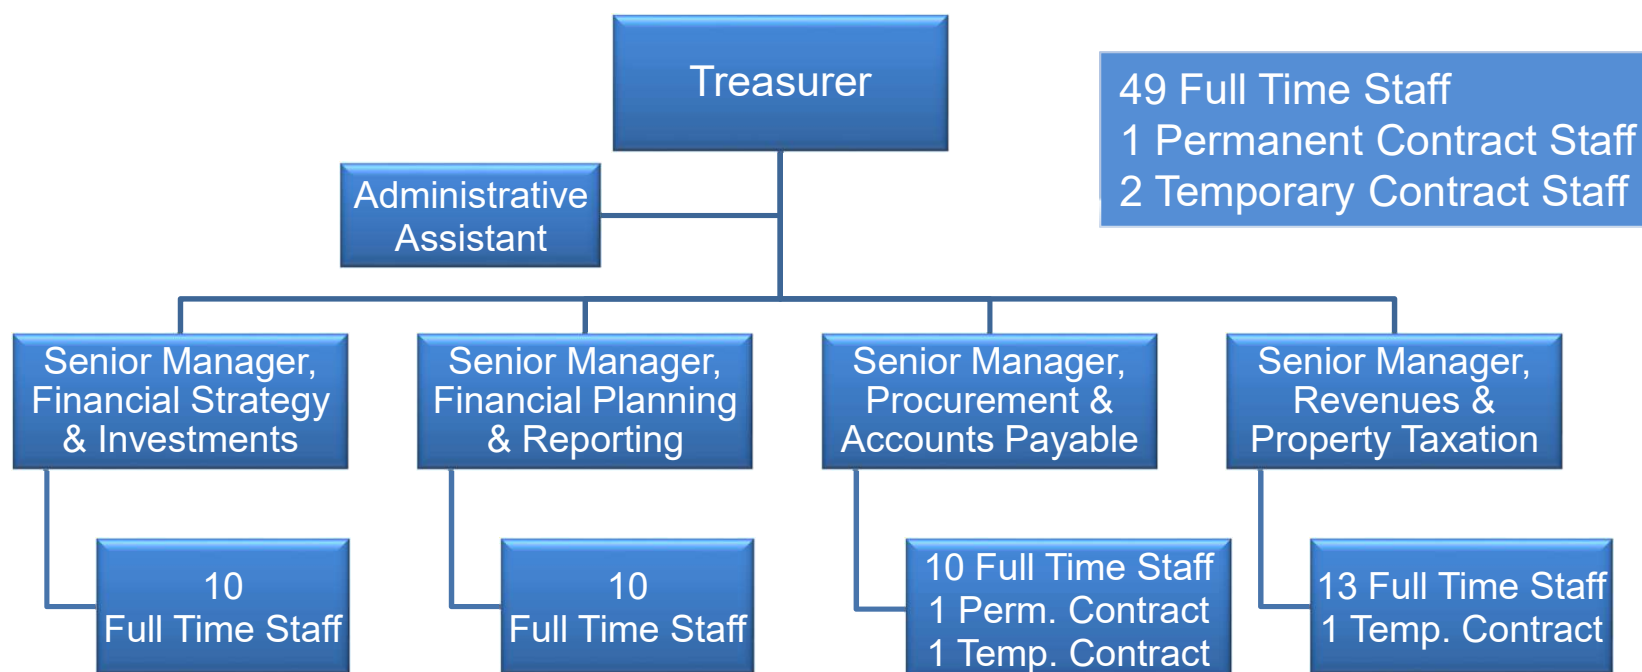 Treasurer
49 Full Time Staff
1 Permanent Contract Staff
2 Temporary Contract Staff
Administrative
Assistant
Senior Manager,
Financial Strategy
& Investments
Senior Manager,
Financial Planning
& Reporting
Senior Manager,
Procurement &
Accounts Payable
Senior Manager,
Revenues &
Property Taxation
10
Full Time Staff
10
Full Time Staff
10 Full Time Staff
1 Perm. Contract
1 Temp. Contract
13 Full Time Staff
1 Temp. Contract